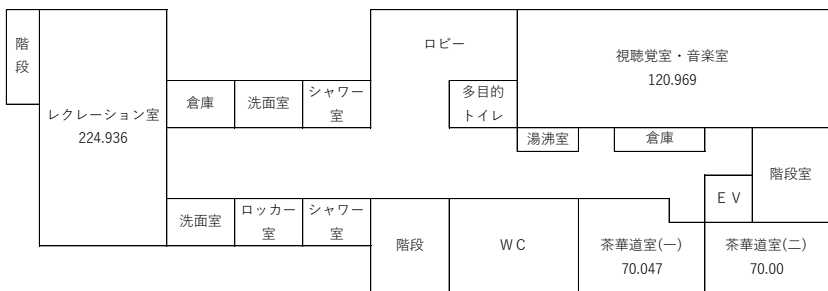 階
段
ロビー
視聴覚室・音楽室
120.969
レクレーション室
224.936
倉庫
洗面室
シャワー
室
多目的
トイレ
湯沸室
倉庫
階段室
ＥＶ
洗面室
ロッカー
室
シャワー
室
階段
ＷＣ
茶華道室(一)
70.047
茶華道室(二)
70.00